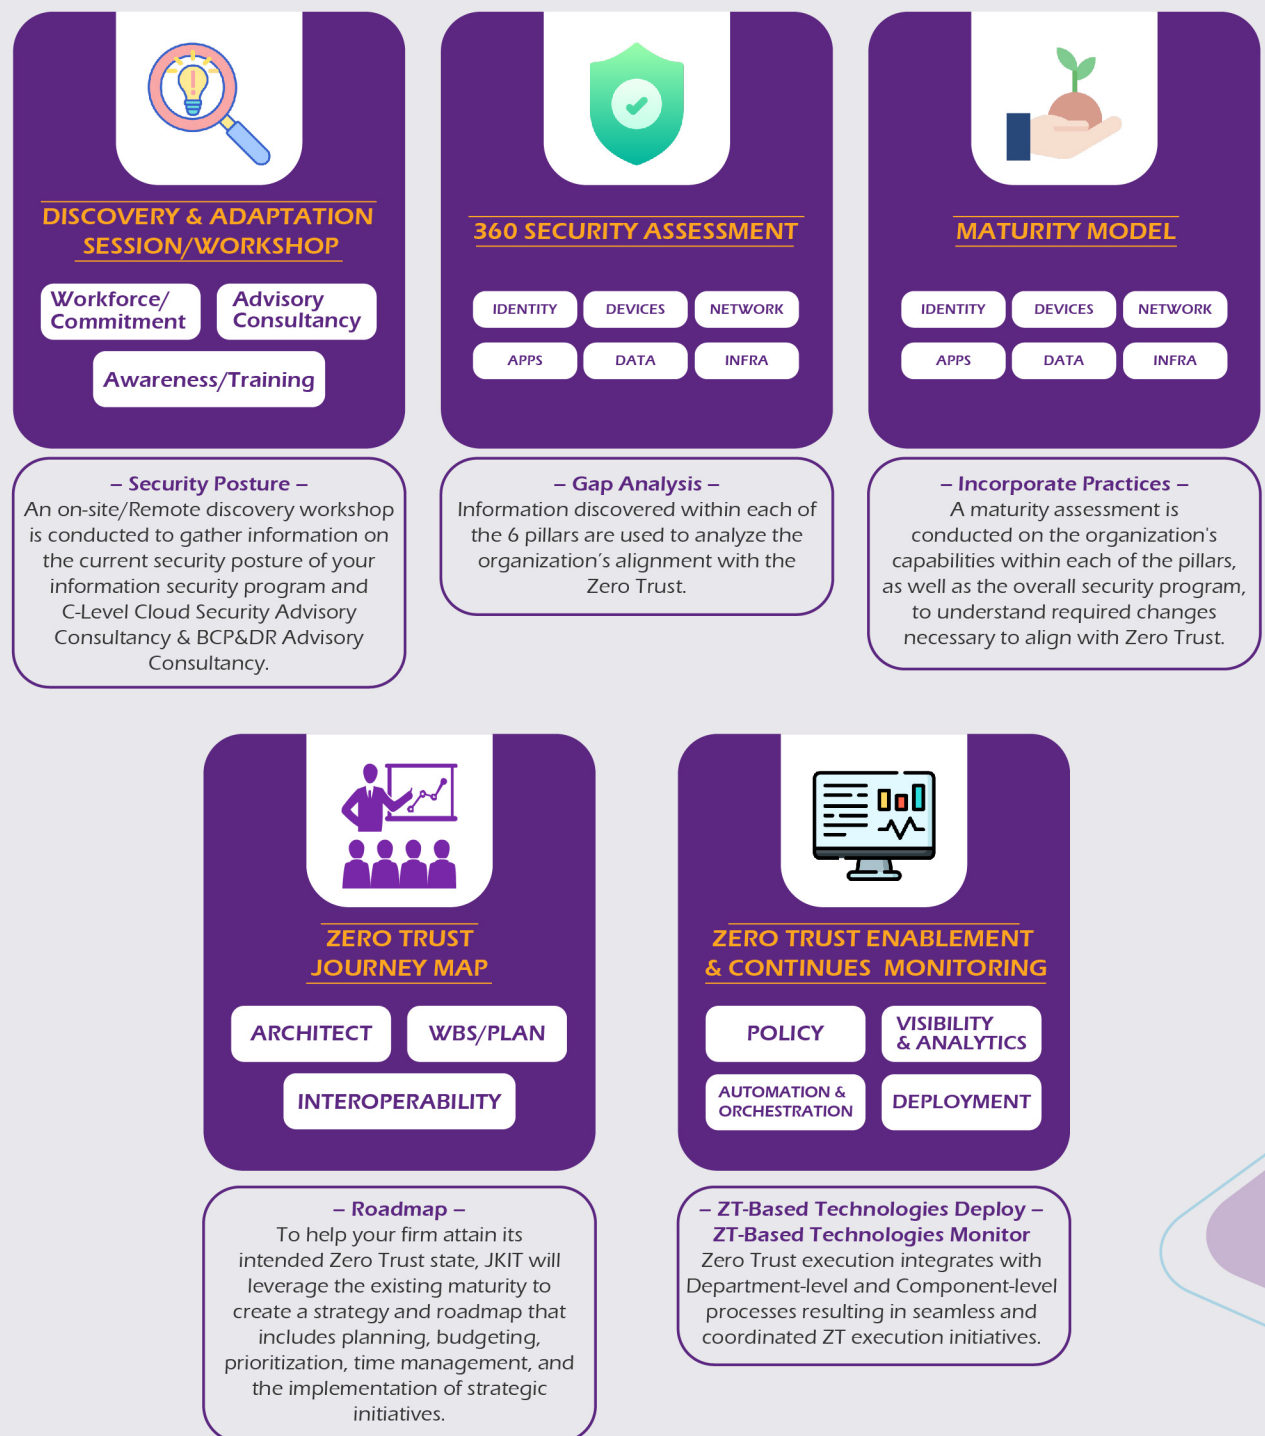 DISCOVERY & ADAPTATION
SESSION/WORKSHOP
Workforce/
Commitment
Advisory
Consultancy
Awareness/Training
– Security Posture –
An on-site/Remote discovery workshop
is conducted to gather information on
the current security posture of your
information security program and
C-Level Cloud Security Advisory
Consultancy & BCP&DR Advisory
Consultancy.
360 SECURITY ASSESSMENT
IDENTITY
DEVICES
NETWORK
APPS
DATA
INFRA
– Gap Analysis –
Information discovered within each of
the 6 pillars are used to analyze the
organization's alignment with the
Zero Trust.
MATURITY MODEL
IDENTITY
DEVICES
NETWORK
APPS
DATA
INFRA
– Incorporate Practices –
A maturity assessment is
conducted on the organization's
capabilities within each of the pillars,
as well as the overall security program,
to understand required changes
necessary to align with Zero Trust.
ZERO TRUST
JOURNEY MAP
ARCHITECT
WBS/PLAN
INTEROPERABILITY
– Roadmap –
To help your firm attain its
intended Zero Trust state, JKIT will
leverage the existing maturity to
create a strategy and roadmap that
includes planning, budgeting,
prioritization, time management, and
the implementation of strategic
initiatives.
ZERO TRUST ENABLEMENT
& CONTINUES MONITORING
POLICY
VISIBILITY
& ANALYTICS
AUTOMATION &
ORCHESTRATION
DEPLOYMENT
– ZT-Based Technologies Deploy –
ZT-Based Technologies Monitor
Zero Trust execution integrates with
Department-level and Component-level
processes resulting in seamless and
coordinated ZT execution initiatives.